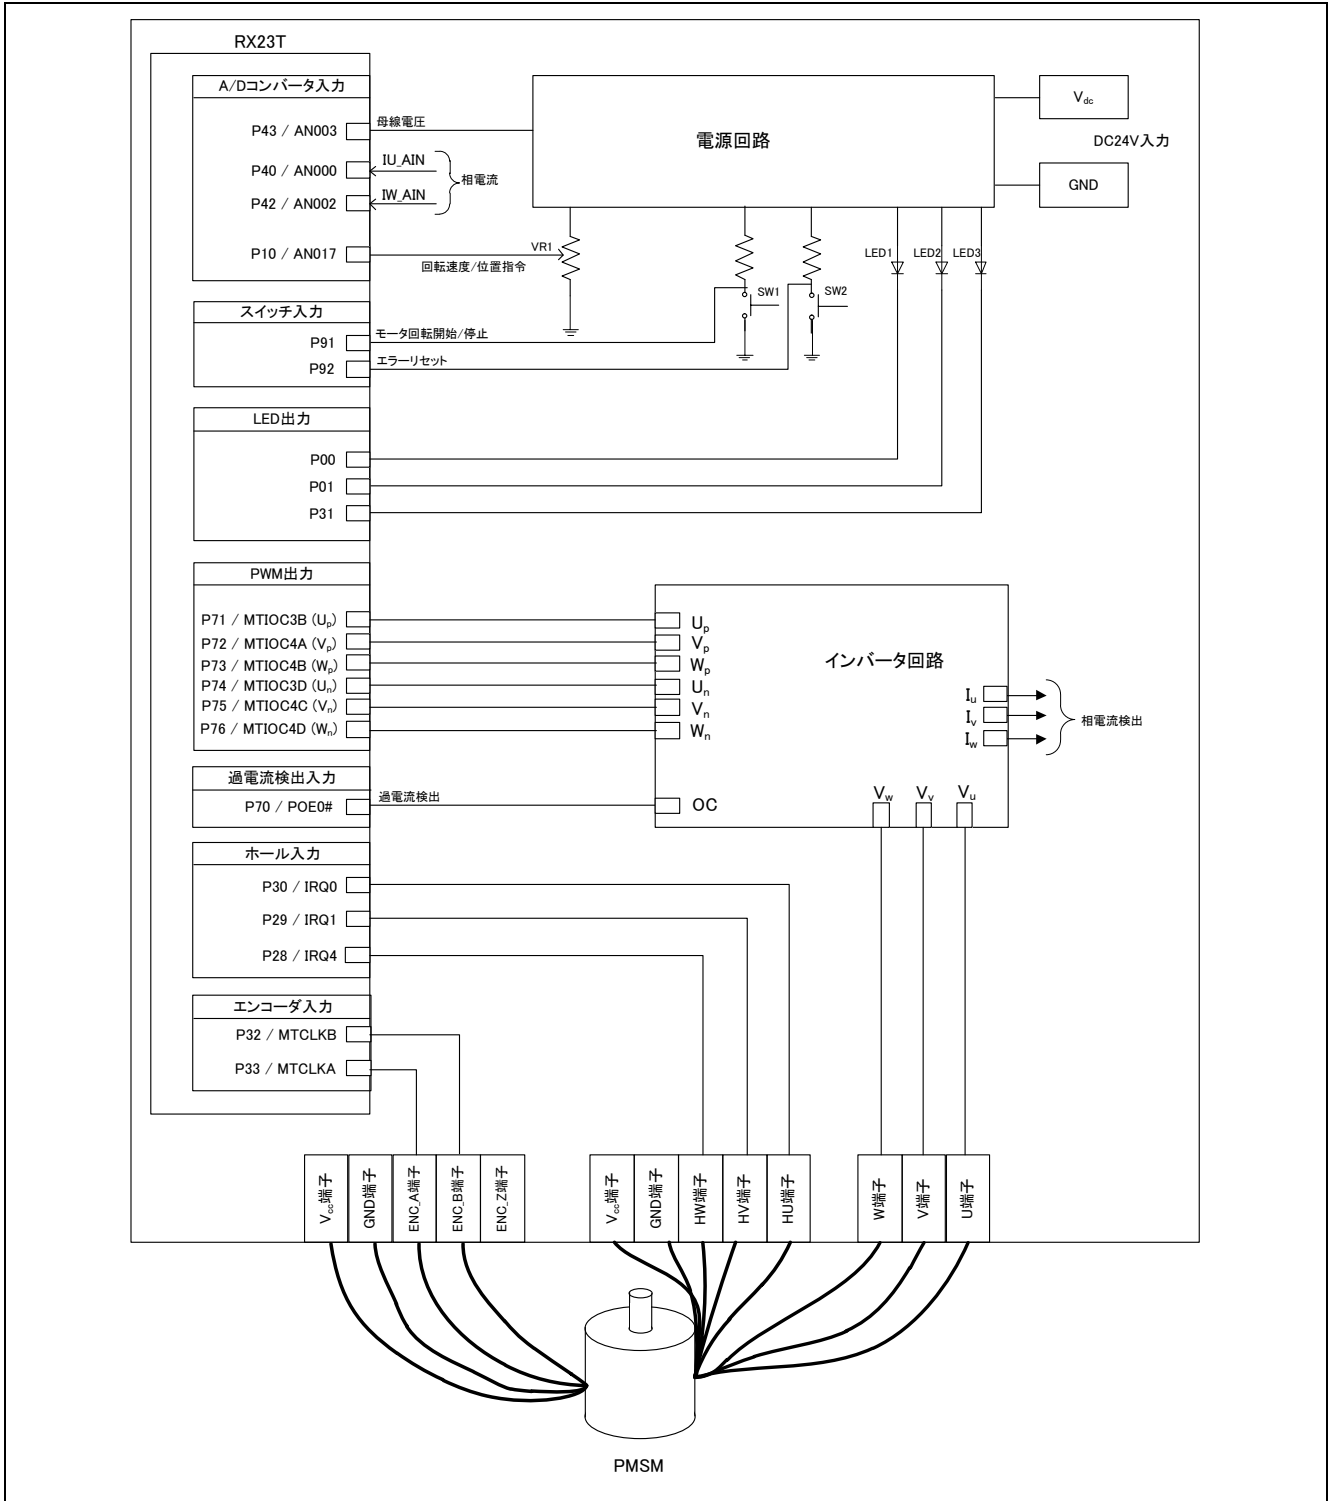 RX23T
A/Dコンバータ入力
P43 / AN003
P40 / AN000
P42 / AN002
P10 / AN017
母線電圧
IU_AIN
IW_AIN
相電流
回転速度/位置指令
VR1
電源回路
Vdc
DC24V入力
GND
SW1
SW2
LED1
LED2
LED3
スイッチ入力
P91
P92
モータ回転開始/停止
エラーリセット
LED出力
P00
P01
P31
PWM出力
P71 / MTIOC3B (Up)
P72 / MTIOC4A (Vp)
P73 / MTIOC4B (Wp)
P74 / MTIOC3D (Un)
P75 / MTIOC4C (Vn)
P76 / MTIOC4D (Wn)
Up
Vp
Wp
Un
Vn
Wn
インバータ回路
Iu
Iv
Iw
相電流検出
過電流検出入力
P70 / POE0#
過電流検出
OC
Vw
Vv
Vu
ホール入力
P30 / IRQ0
P29 / IRQ1
P28 / IRQ4
エンコーダ入力
P32 / MTCLKB
P33 / MTCLKA
Vcc端子
GND端子
ENC_A端子
ENC_B端子
ENC_Z端子
Vcc端子
GND端子
HW端子
HV端子
HU端子
W端子
V端子
U端子
PMSM